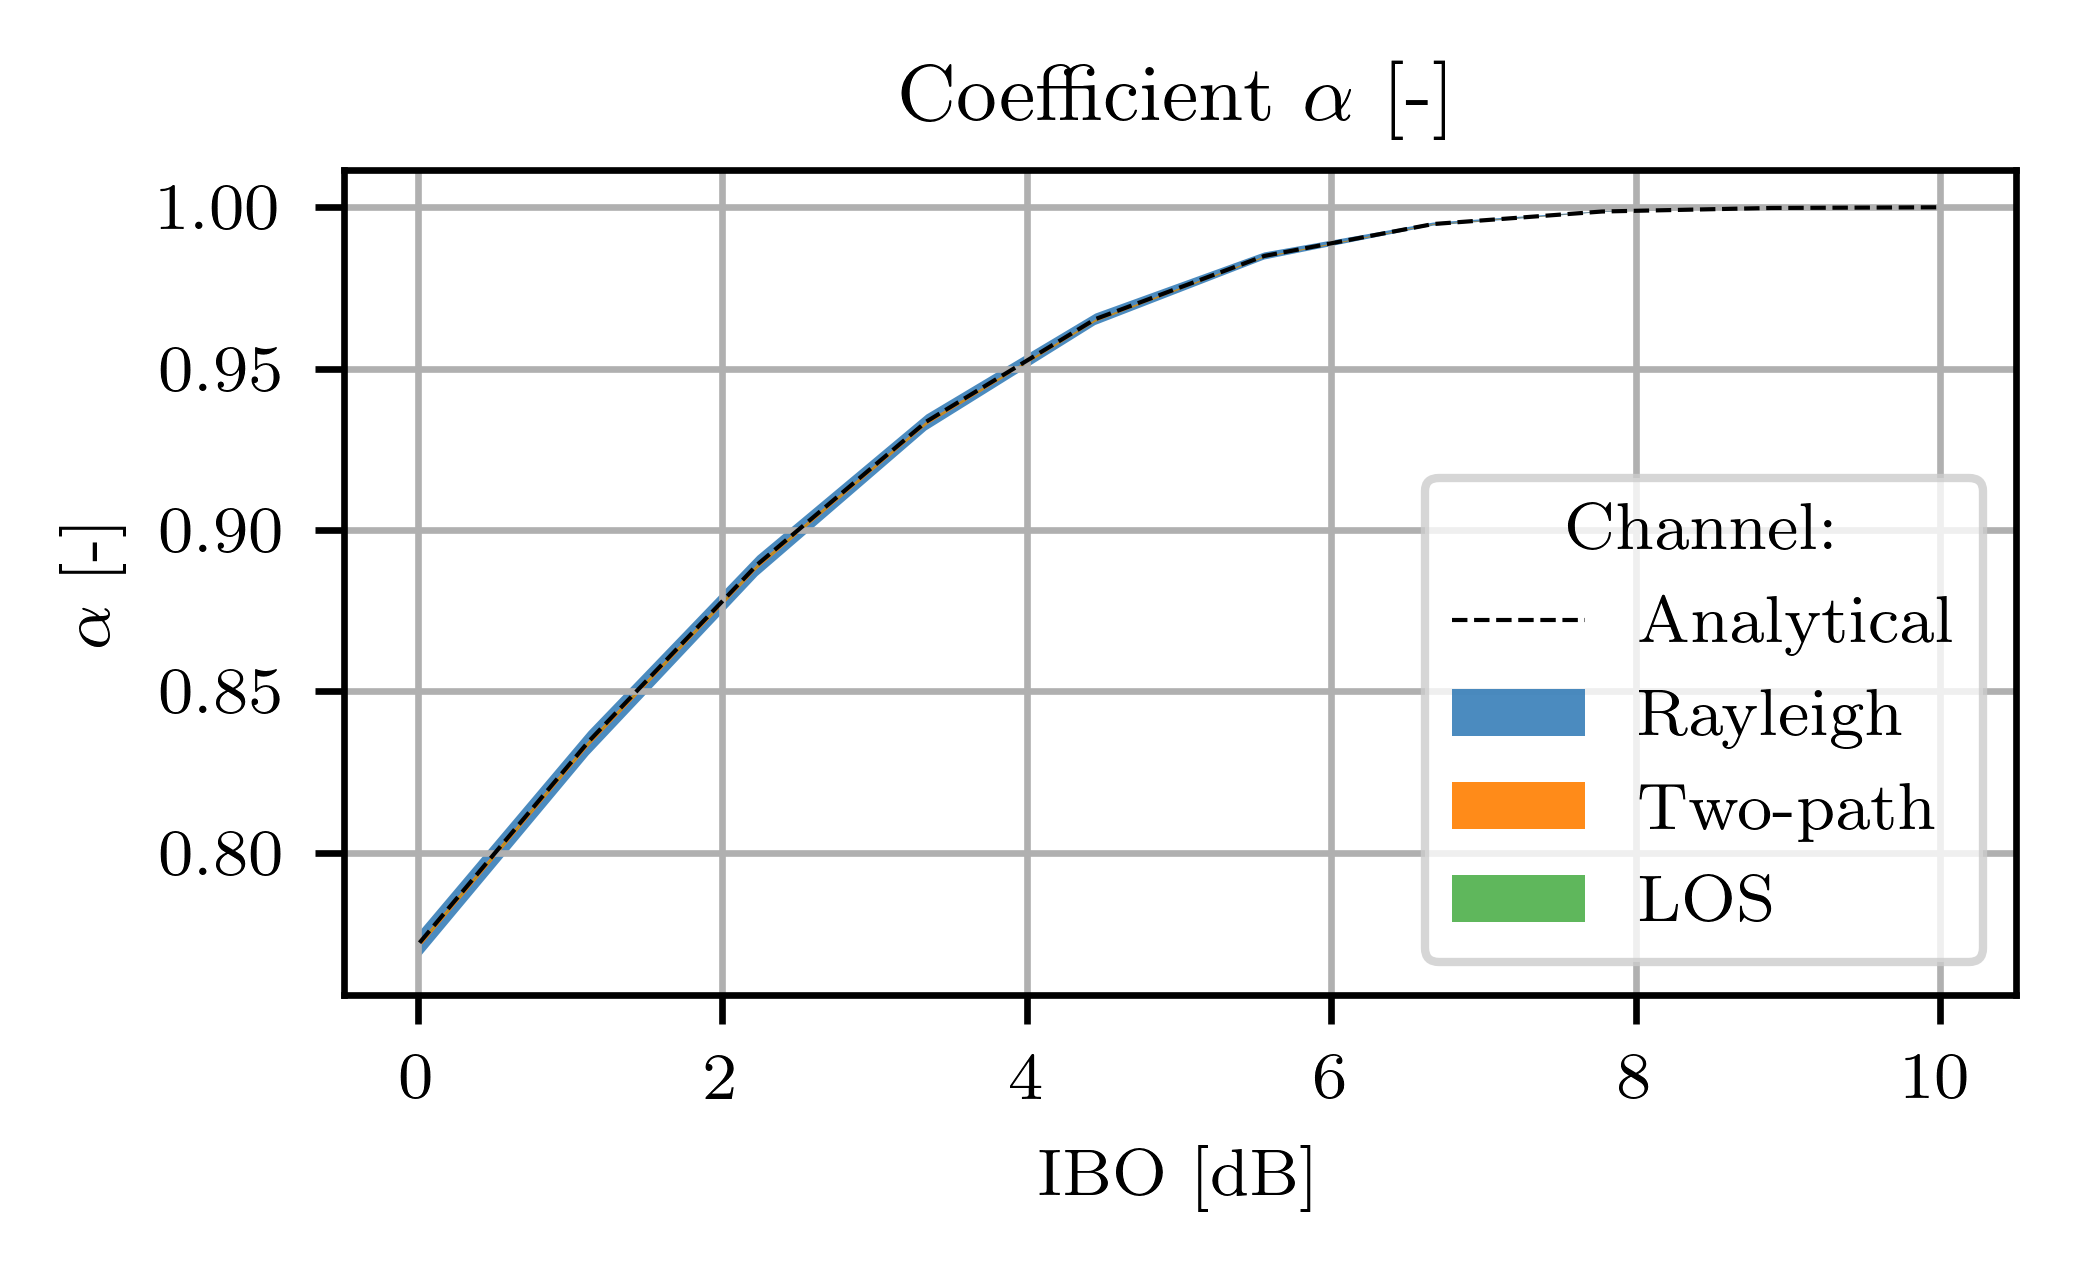 Coefficient α [-]
1.00
0.95
0.90
0.85
0.80
α [-]
Channel:
Analytical
Rayleigh
Two-path
LOS
0 2 4 6 8 10
IBO [dB]